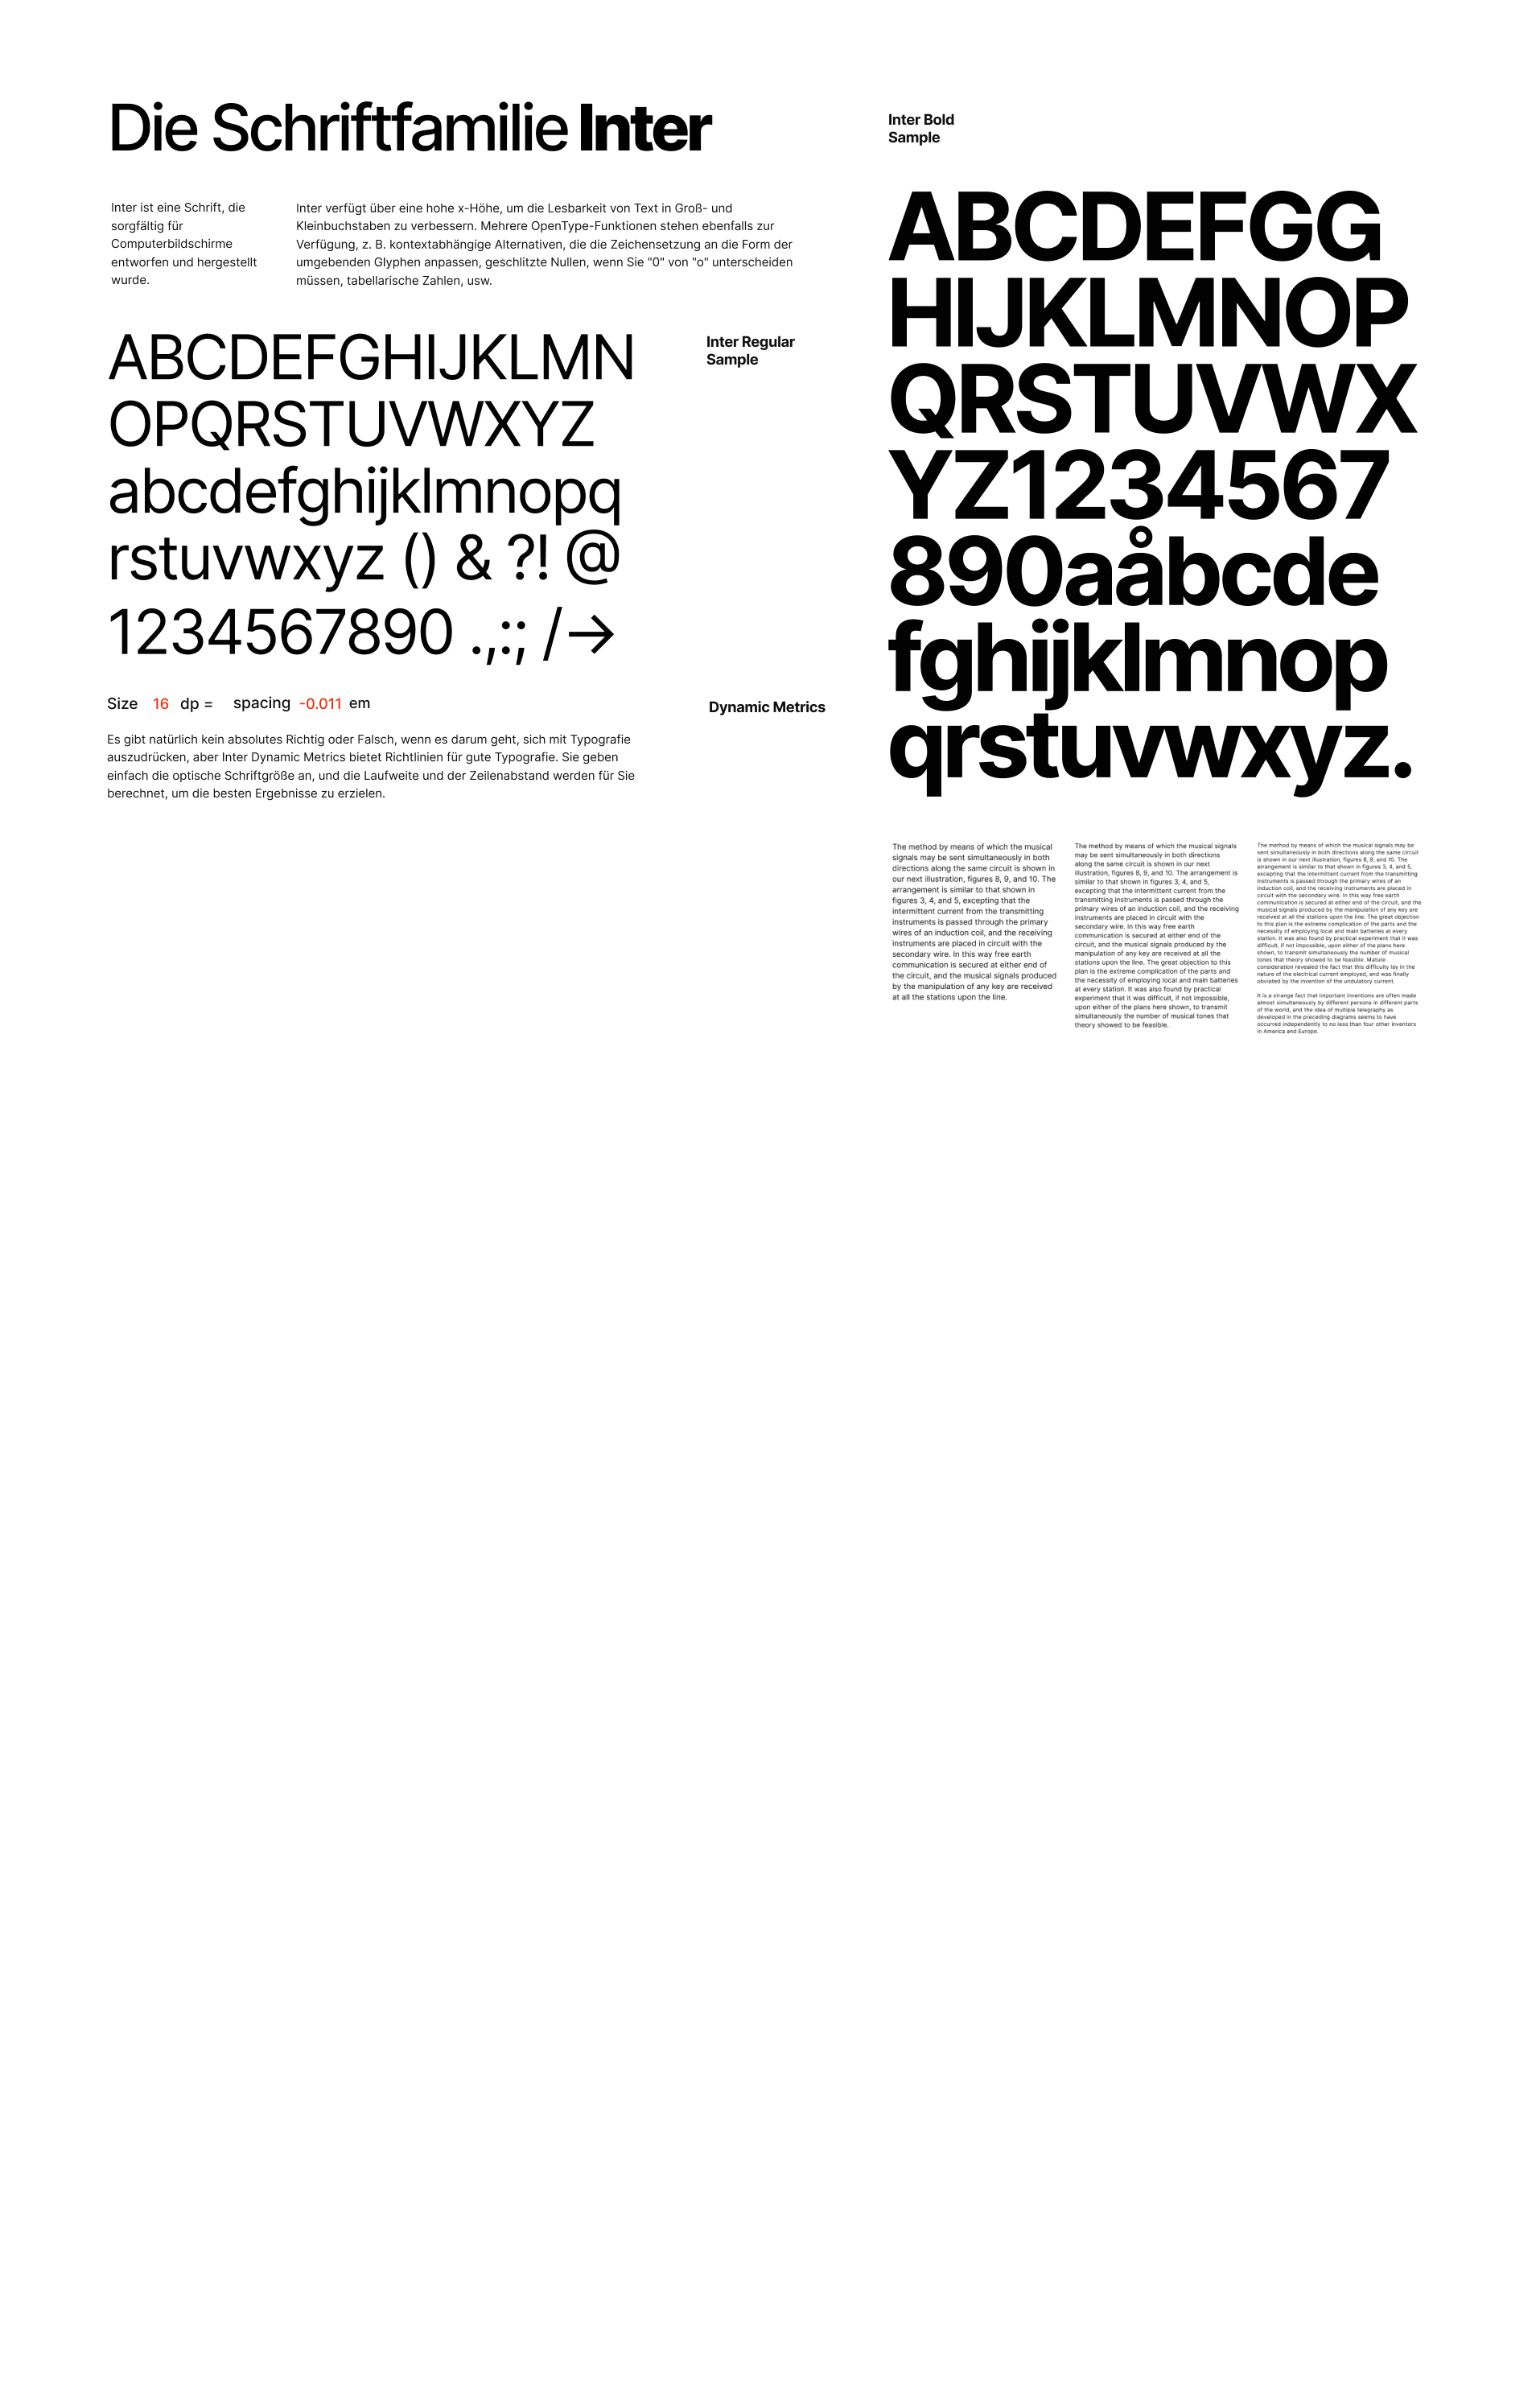 Die Schriftfamilie Inter
Inter ist eine Schrift, die
sorgfältig für
Computerbildschirme
entworfen und hergestellt
wurde.
Inter verfügt über eine hohe x-Höhe, um die Lesbarkeit von Text in Groß- und
Kleinbuchstaben zu verbessern. Mehrere OpenType-Funktionen stehen ebenfalls zur
Verfügung, z. B. kontextabhängige Alternativen, die die Zeichensetzung an die Form der
umgebenden Glyphen anpassen, geschlitzte Nullen, wenn Sie "0" von "o" unterscheiden
müssen, tabellarische Zahlen, usw.
ABCDEFGHIJKLMN
OPQRSTUVWXYZ
abcdefghijklmnopq
rstuvwxyz () & ?! @
1234567890 .,:; /→
Inter Regular
Sample
Size 16 dp = spacing -0.011 em
Dynamic Metrics
Es gibt natürlich kein absolutes Richtig oder Falsch, wenn es darum geht, sich mit Typografie
auszudrücken, aber Inter Dynamic Metrics bietet Richtlinien für gute Typografie. Sie geben
einfach die optische Schriftgröße an, und die Laufweite und der Zeilenabstand werden für Sie
berechnet, um die besten Ergebnisse zu erzielen.
Inter Bold
Sample
ABCDEFGG
HIJKLMNOP
QRSTUVWX
YZ1234567
890aåbcde
fghijklmnop
qrstuvwxyz.
The method by means of which the musical
signals may be sent simultaneously in both
directions along the same circuit is shown in
our next illustration, figures 8, 9, and 10. The
arrangement is similar to that shown in
figures 3, 4, and 5, excepting that the
intermittent current from the transmitting
instruments is passed through the primary
wires of an induction coil, and the receiving
instruments are placed in circuit with the
secondary wire. In this way free earth
communication is secured at either end of
the circuit, and the musical signals produced
by the manipulation of any key are received
at all the stations upon the line.
The method by means of which the musical signals
may be sent simultaneously in both directions
along the same circuit is shown in our next
illustration, figures 8, 9, and 10. The arrangement is
similar to that shown in figures 3, 4, and 5,
excepting that the intermittent current from the
transmitting instruments is passed through the
primary wires of an induction coil, and the receiving
instruments are placed in circuit with the
secondary wire. In this way free earth
communication is secured at either end of the
circuit, and the musical signals produced by the
manipulation of any key are received at all the
stations upon the line. The great objection to this
plan is the extreme complication of the parts and
the necessity of employing local and main batteries
at every station. It was also found by practical
experiment that it was difficult, if not impossible,
upon either of the plans here shown, to transmit
simultaneously the number of musical tones that
theory showed to be feasible.
The method by means of which the musical signals may be
sent simultaneously in both directions along the same circuit
is shown in our next illustration, figures 8, 9, and 10. The
arrangement is similar to that shown in figures 3, 4, and 5,
excepting that the intermittent current from the transmitting
instruments is passed through the primary wires of an
induction coil, and the receiving instruments are placed in
circuit with the secondary wire. In this way free earth
communication is secured at either end of the circuit, and the
musical signals produced by the manipulation of any key are
received at all the stations upon the line. The great objection
to this plan is the extreme complication of the parts and the
necessity of employing local and main batteries at every
station. It was also found by practical experiment that it was
difficult, if not impossible, upon either of the plans here
shown, to transmit simultaneously the number of musical
tones that theory showed to be feasible. Mature
consideration revealed the fact that this difficulty lay in the
nature of the electrical current employed, and was finally
obviated by the invention of the undulatory current.
It is a strange fact that important inventions are often made
almost simultaneously by different persons in different parts
of the world, and the idea of multiple telegraphy as
developed in the preceding diagrams seems to have
occurred independently to no less than four other inventors
in America and Europe.